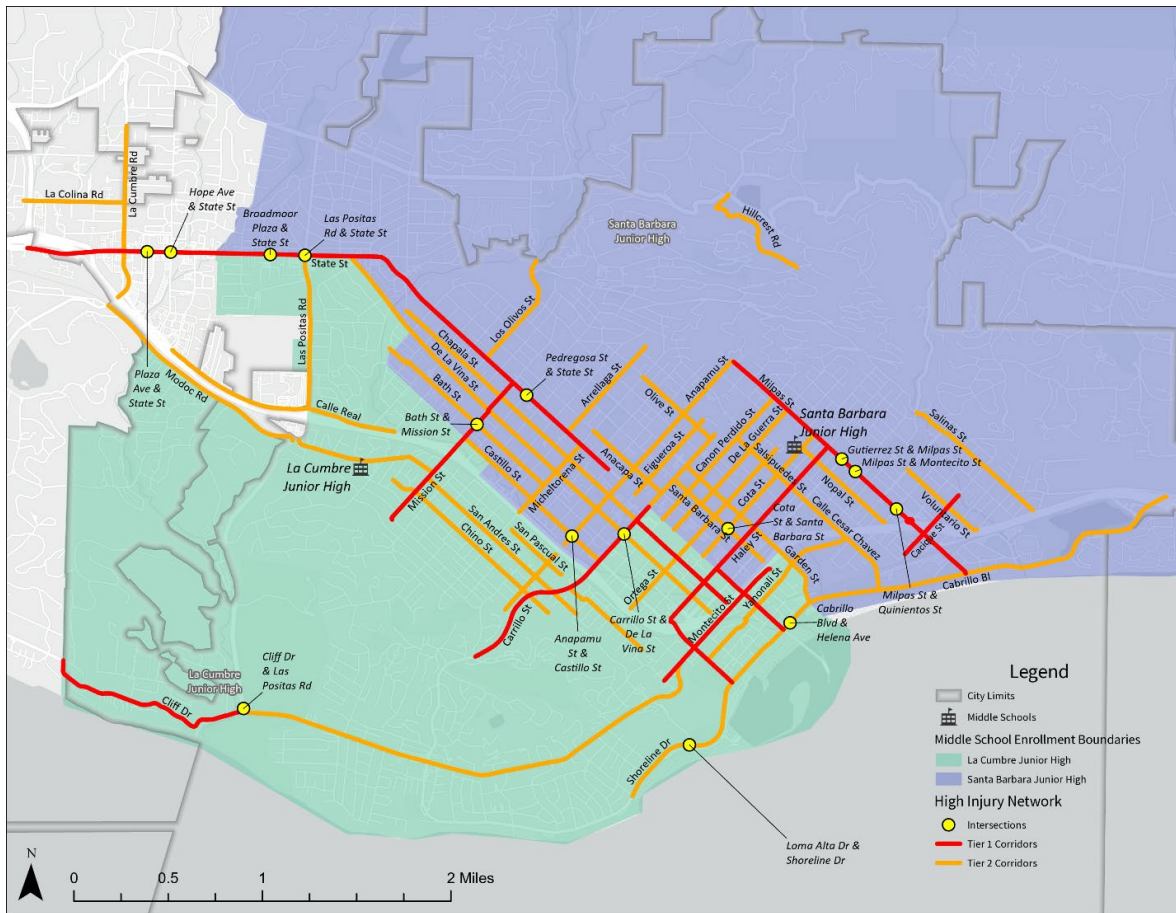 La Colina Rd
La Cumbre Rd
Hope Ave
& State St
Broadmoor
Plaza &
State St
Las Positas
Rd & State St
State St
Santa Barbara
Junior High
Hillcrest Rd
Los Olivos St
Las Positas Rd
Plaza
Ave &
State St
Modoc Rd
Calle Real
Chapala St
De La Vina St
Bath St
Pedregosa St
& State St
Bath St &
Mission St
Arrellaga St
Olive St
Anapamu St
Milpas St
Salinas St
Santa Barbara
Junior High
Gutierrez St & Milpas St
Milpas St & Montecito St
La Cumbre
Junior High
Mission St
Castillo St
Micheltorena St
Anacapa St
Figueroa St
Canon Perdido St
De La Guerra St
Salsipuedes St
Nopal St
Voluntario St
Cacique St
San Andres St
Chino St
San Pascual St
Santa Barbara St
Cota St
Cota
St & Santa
Barbara St
Calle Cesar Chavez
Haley St
Garden St
Ortega St
Yanonali St
Montecito St
Cabrillo Bl
Milpas St &
Quinientos St
Carrillo St
Anapamu
St &
Castillo St
Carrillo St &
De La
Vina St
Cabrillo
Blvd &
Helena Ave
Cliff Dr
& Las
Positas Rd
La Cumbre
Junior High
Cliff Dr
Shoreline Dr
Loma Alta Dr &
Shoreline Dr
Legend
City Limits
Middle Schools
Middle School Enrollment Boundaries
La Cumbre Junior High
Santa Barbara Junior High
High Injury Network
Intersections
Tier 1 Corridors
Tier 2 Corridors
N
0 0.5 1 2 Miles